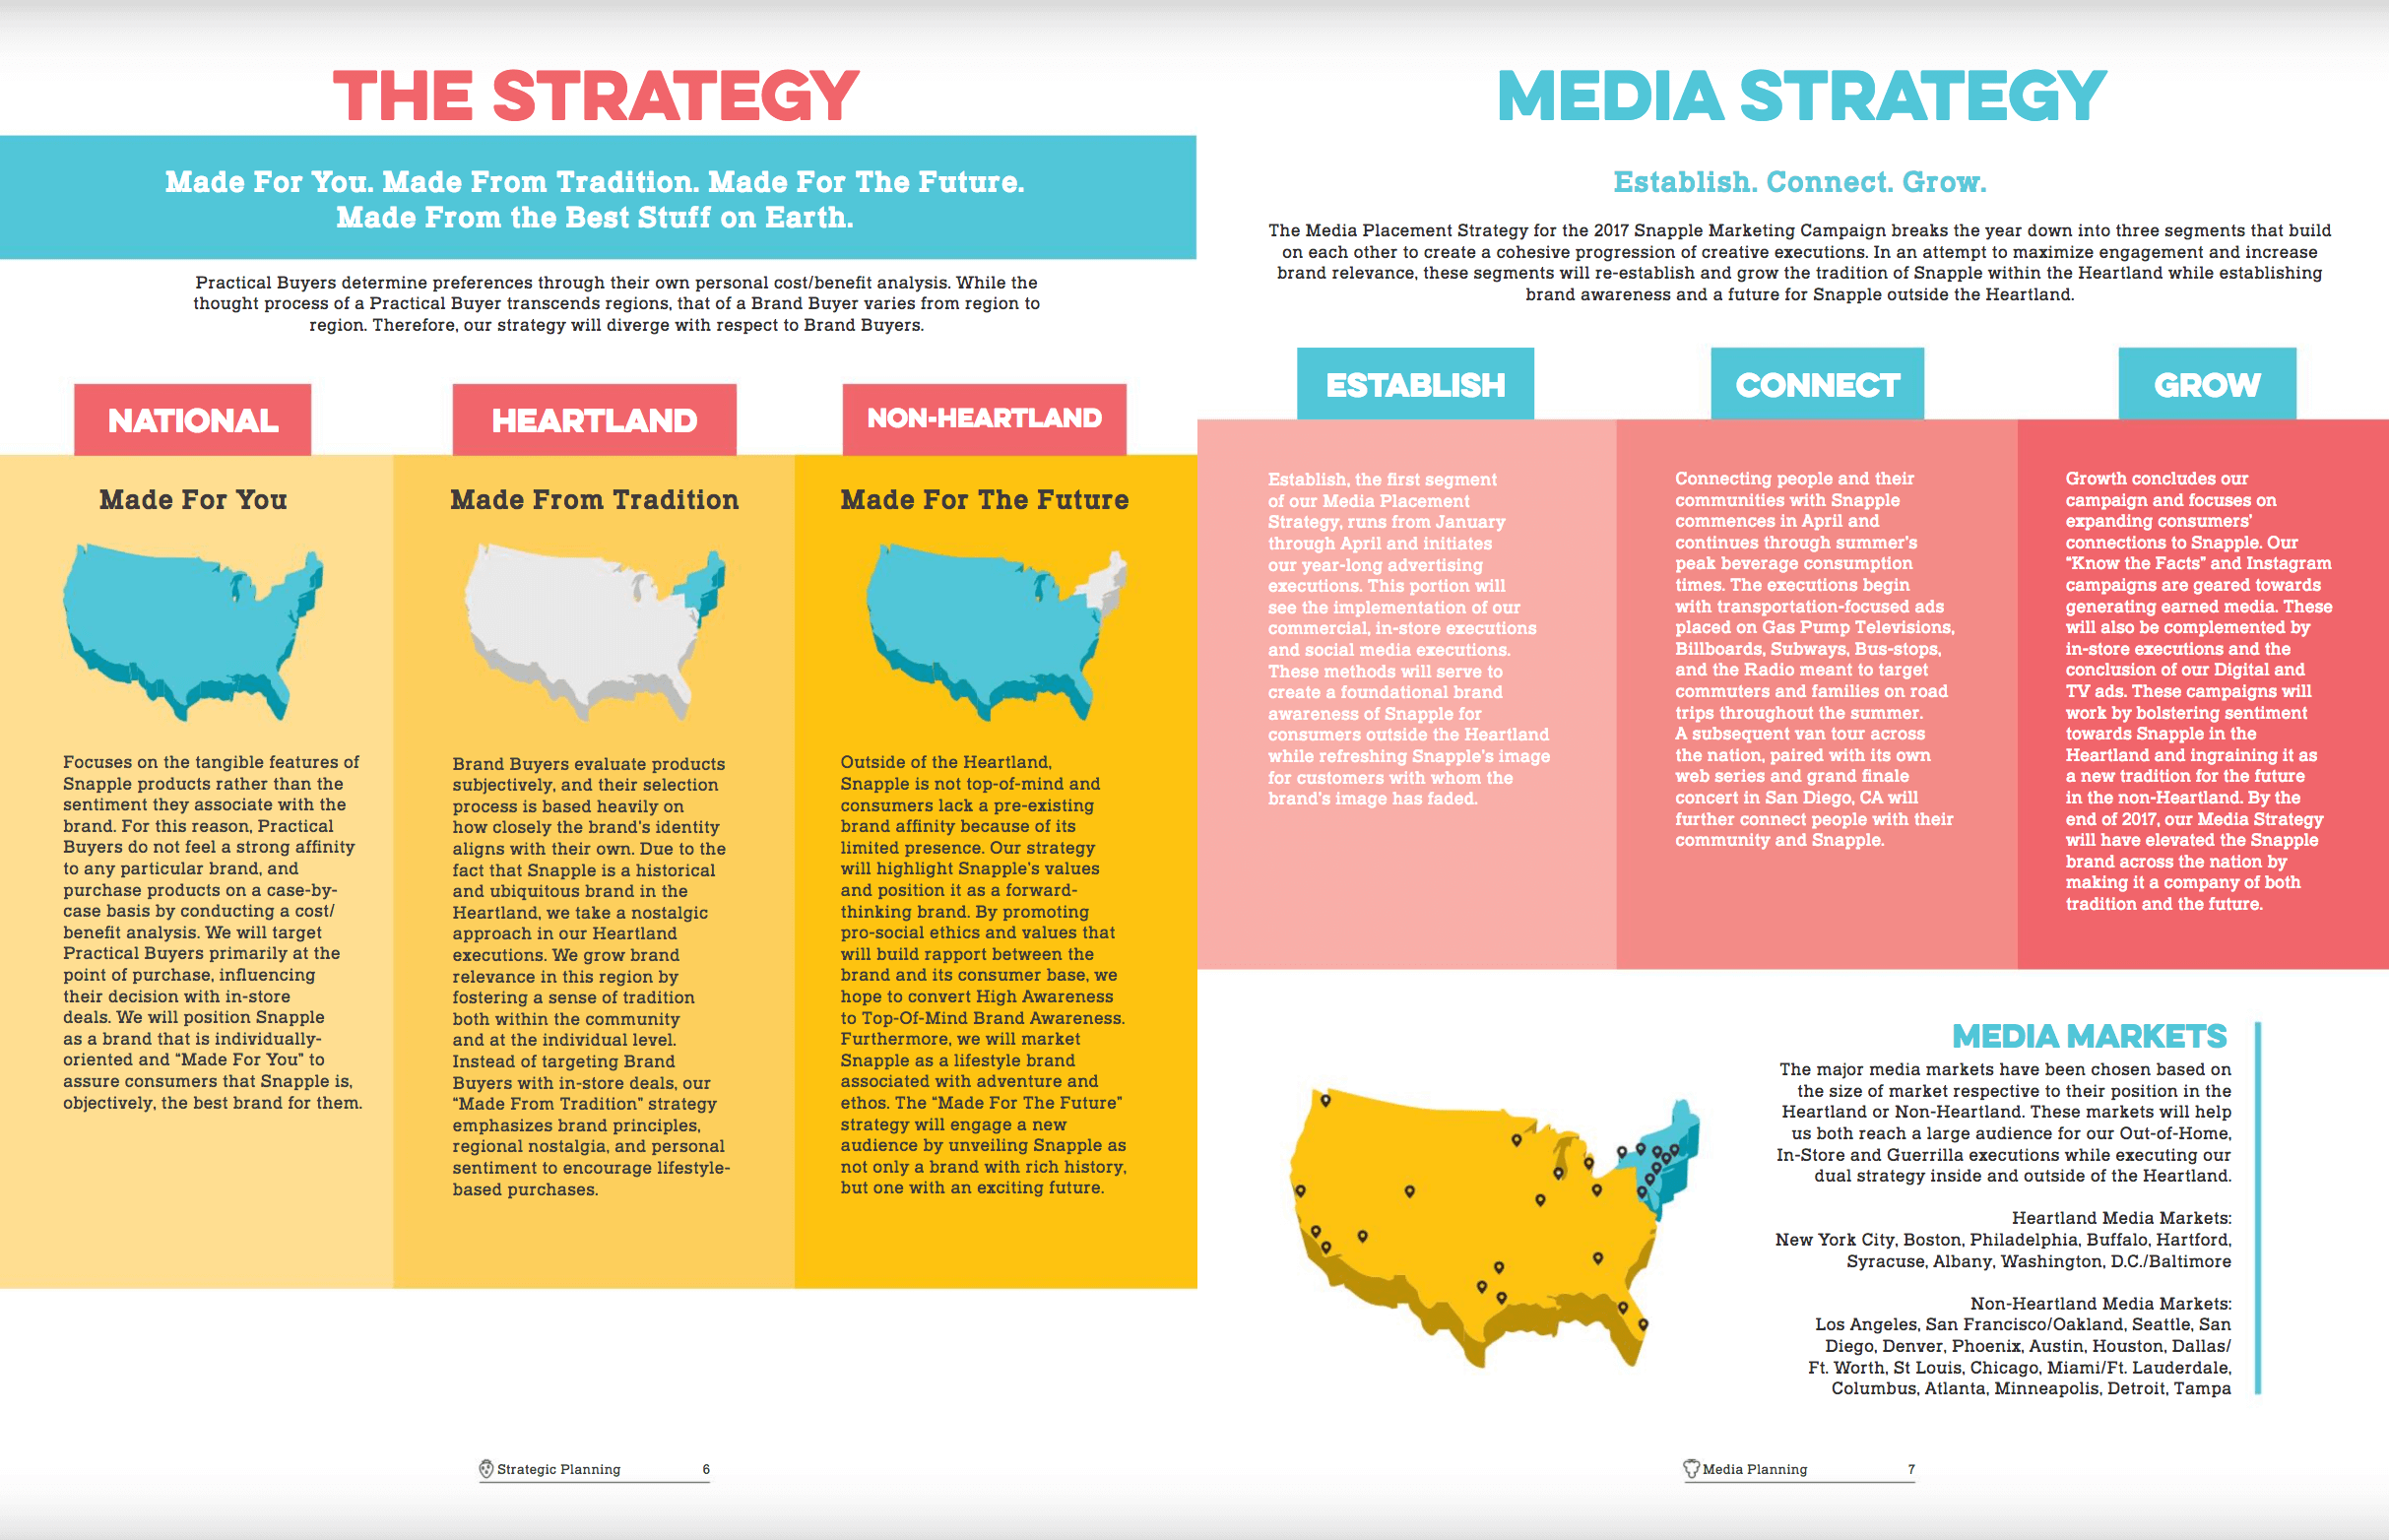 THE STRATEGY
Made For You. Made From Tradition. Made For The Future.
Made From the Best Stuff on Earth.
Practical Buyers determine preferences through their own personal cost/benefit analysis. While the
thought process of a Practical Buyer transcends regions, that of a Brand Buyer varies from region to
region. Therefore, our strategy will diverge with respect to Brand Buyers.
NATIONAL
Made For You
Focuses on the tangible features of
Snapple products rather than the
sentiment they associate with the
brand. For this reason, Practical
Buyers do not feel a strong affinity
to any particular brand, and
purchase products on a case-by-
case basis by conducting a cost/
benefit analysis. We will target
Practical Buyers primarily at the
point of purchase, influencing
their decision with in-store
deals. We will position Snapple
as a brand that is individually-
oriented and “Made For You” to
assure consumers that Snapple is,
objectively, the best brand for them.
HEARTLAND
Made From Tradition
Brand Buyers evaluate products
subjectively, and their selection
process is based heavily on
how closely the brand's identity
aligns with their own. Due to the
fact that Snapple is a historical
and ubiquitous brand in the
Heartland, we take a nostalgic
approach in our Heartland
executions. We grow brand
relevance in this region by
fostering a sense of tradition
both within the community
and at the individual level.
Instead of targeting Brand
Buyers with in-store deals, our
“Made From Tradition” strategy
emphasizes brand principles,
regional nostalgia, and personal
sentiment to encourage lifestyle-
based purchases.
NON-HEARTLAND
Made For The Future
Outside of the Heartland,
Snapple is not top-of-mind and
consumers lack a pre-existing
brand affinity because of its
limited presence. Our strategy
will highlight Snapple's values
and position it as a forward-
thinking brand. By promoting
pro-social ethics and values that
will build rapport between the
brand and its consumer base, we
hope to convert High Awareness
to Top-Of-Mind Brand Awareness.
Furthermore, we will market
Snapple as a lifestyle brand
associated with adventure and
ethos. The “Made For The Future”
strategy will engage a new
audience by unveiling Snapple as
not only a brand with rich history,
but one with an exciting future.
Strategic Planning 6
MEDIA STRATEGY
Establish. Connect. Grow.
The Media Placement Strategy for the 2017 Snapple Marketing Campaign breaks the year down into three segments that build
on each other to create a cohesive progression of creative executions. In an attempt to maximize engagement and increase
brand relevance, these segments will re-establish and grow the tradition of Snapple within the Heartland while establishing
brand awareness and a future for Snapple outside the Heartland.
ESTABLISH
Establish, the first segment
of our Media Placement
Strategy, runs from January
through April and initiates
our year-long advertising
executions. This portion will
see the implementation of our
commercial, in-store executions
and social media executions.
These methods will serve to
create a foundational brand
awareness of Snapple for
consumers outside the Heartland
while refreshing Snapple's image
for customers with whom the
brand's image has faded.
CONNECT
Connecting people and their
communities with Snapple
commences in April and
continues through summer's
peak beverage consumption
times. The executions begin
with transportation-focused ads
placed on Gas Pump Televisions,
Billboards, Subways, Bus-stops,
and the Radio meant to target
commuters and families on road
trips throughout the summer.
A subsequent van tour across
the nation, paired with its own
web series and grand finale
concert in San Diego, CA will
further connect people with their
community and Snapple.
GROW
Growth concludes our
campaign and focuses on
expanding consumers'
connections to Snapple. Our
“Know the Facts” and Instagram
campaigns are geared towards
generating earned media. These
will also be complemented by
in-store executions and the
conclusion of our Digital and
TV ads. These campaigns will
work by bolstering sentiment
towards Snapple in the
Heartland and ingraining it as
a new tradition for the future
in the non-Heartland. By the
end of 2017, our Media Strategy
will have elevated the Snapple
brand across the nation by
making it a company of both
tradition and the future.
MEDIA MARKETS
The major media markets have been chosen based on
the size of market respective to their position in the
Heartland or Non-Heartland. These markets will help
us both reach a large audience for our Out-of-Home,
In-Store and Guerrilla executions while executing our
dual strategy inside and outside of the Heartland.
Heartland Media Markets:
New York City, Boston, Philadelphia, Buffalo, Hartford,
Syracuse, Albany, Washington, D.C./Baltimore
Non-Heartland Media Markets:
Los Angeles, San Francisco/Oakland, Seattle, San
Diego, Denver, Phoenix, Austin, Houston, Dallas/
Ft. Worth, St Louis, Chicago, Miami/Ft. Lauderdale,
Columbus, Atlanta, Minneapolis, Detroit, Tampa
Media Planning 7